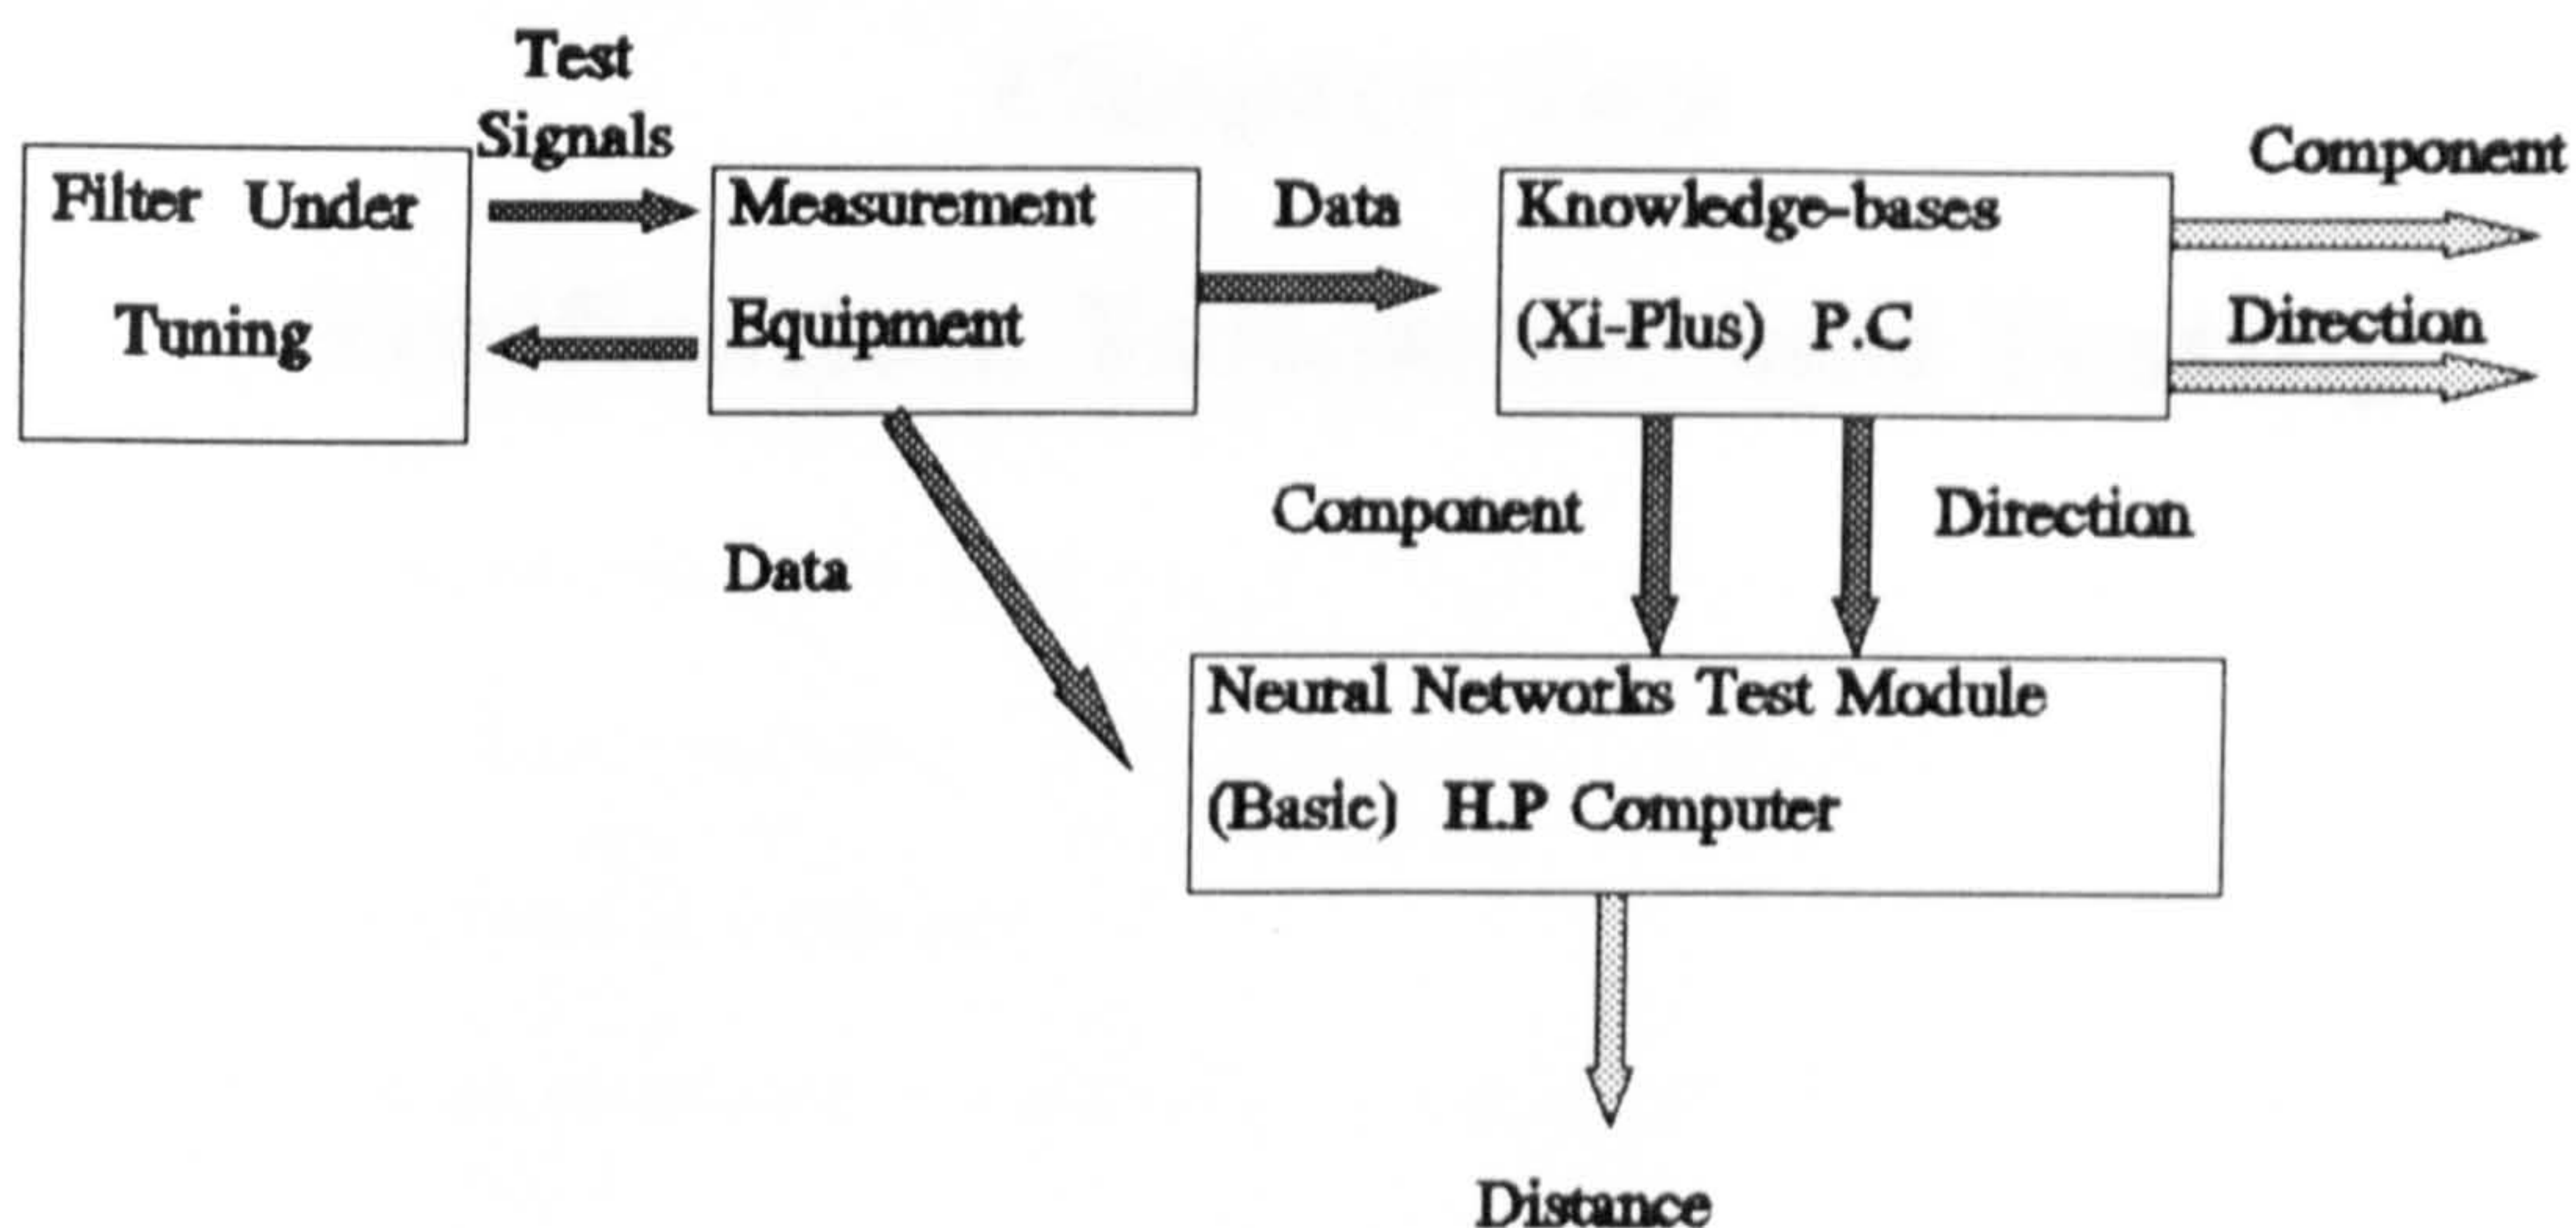 Test
Signals
Filter Under
Tuning
Measurement
Equipment
Data
Knowledge-bases
(Xi-Plus) P.C
Component
Direction
Data
Component
Direction
Neural Networks Test Module
(Basic) H.P Computer
Distance